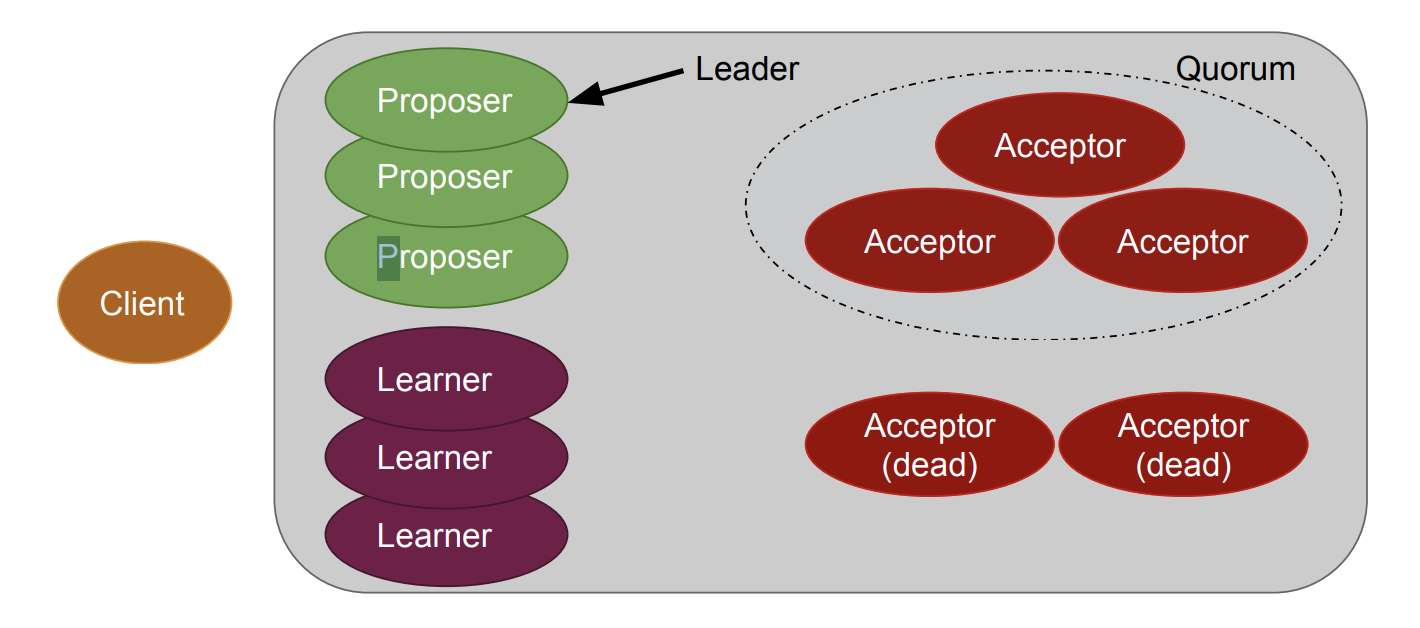 Client
Proposer
Proposer
Proposer
Learner
Learner
Learner
Leader
Quorum
Acceptor
Acceptor
Acceptor
Acceptor
(dead)
Acceptor
(dead)